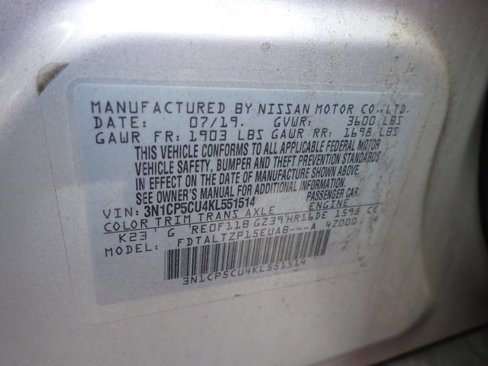 MANUFACTURED BY NISSAN MOTOR CO., LTD.
DATE: 07/19. GVWR: 3600 LBS
GAWR FR: 1903 LBS GAWR RR: 1698 LBS
THIS VEHICLE CONFORMS TO ALL APPLICABLE FEDERAL MOTOR
VEHICLE SAFETY, BUMPER AND THEFT PREVENTION STANDARDS
IN EFFECT ON THE DATE OF MANUFACTURE SHOWN ABOVE.
SEE OWNER'S MANUAL FOR ADDITIONAL INFORMATION.
VIN: 3N1CP5CU4KL551514 PASSENGER CAR.
COLOR TRIM TRANS AXLE ENGINE
K23 G RE0F11B GZ39 HR16DE 1598 CC
MODEL: FDTALTZP15EUAB---A 42000.
3N1CP5CU4KL551514